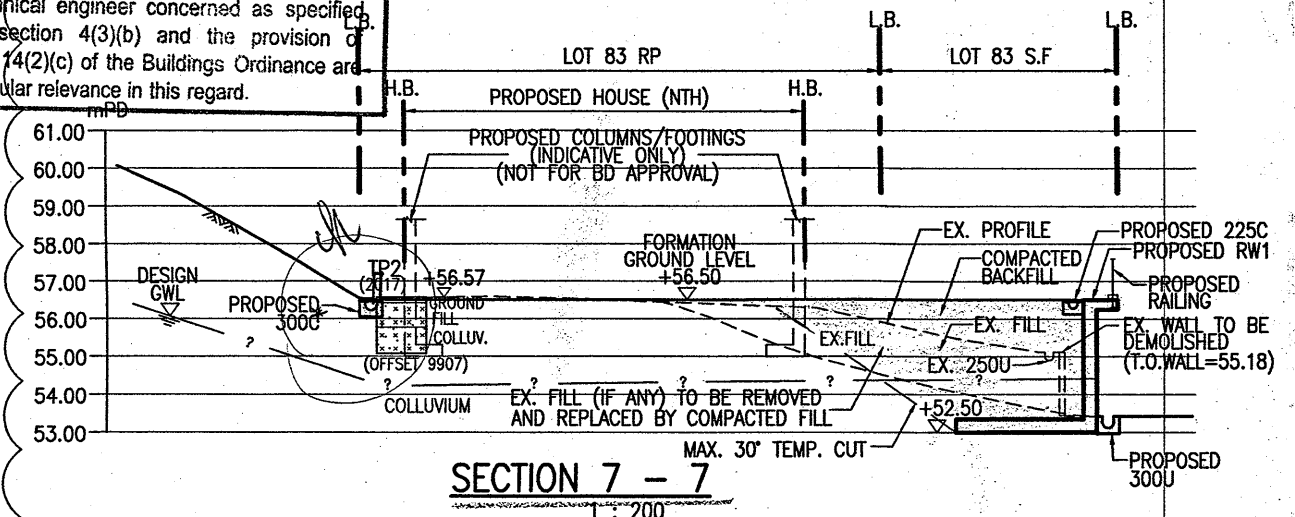 nical engineer concerned as specified
section 4(3)(b) and the provision of
14(2)(c) of the Buildings Ordinance are
ular relevance in this regard.
L.B.
L.B.
L.B.
LOT 83 RP
LOT 83 S.F
H.B.
H.B.
PROPOSED HOUSE (NTH)
mPD
61.00
60.00
59.00
58.00
57.00
56.00
55.00
54.00
53.00
PROPOSED COLUMNS/FOOTINGS
(INDICATIVE ONLY)
(NOT FOR BD APPROVAL)
DESIGN
GWL
PROPOSED
300U
TP2
(2017)
+56.57
GROUND
FILL
COLLUV.
(OFFSET 9907)
COLLUVIUM
FORMATION
GROUND LEVEL
+56.50
EX. PROFILE
COMPACTED
BACKFILL
PROPOSED 225C
PROPOSED RW1
PROPOSED
RAILING
EX.FILL
EX. FILL
EX. 250U
EX. WALL TO BE
DEMOLISHED
(T.O.WALL=55.18)
?
?
?
?
?
?
EX. FILL (IF ANY) TO BE REMOVED
AND REPLACED BY COMPACTED FILL
+52.50
MAX. 30° TEMP. CUT
PROPOSED
300U
SECTION 7 - 7
1 : 200